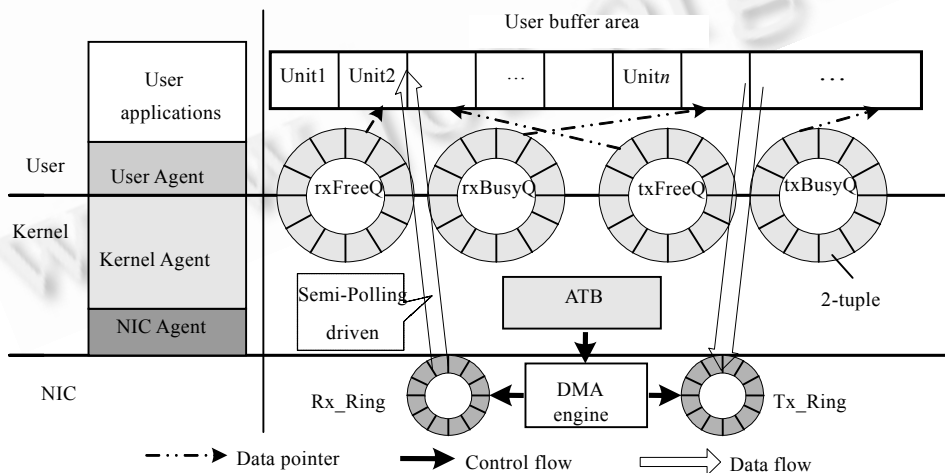 User buffer area
Unit1
Unit2
...
Unitn
...
User
applications
User
User Agent
rxFreeQ
rxBusyQ
txFreeQ
txBusyQ
Kernel
Kernel Agent
Semi-Polling
driven
ATB
2-tuple
NIC Agent
NIC
Rx_Ring
DMA
engine
Tx_Ring
Data pointer
Control flow
Data flow